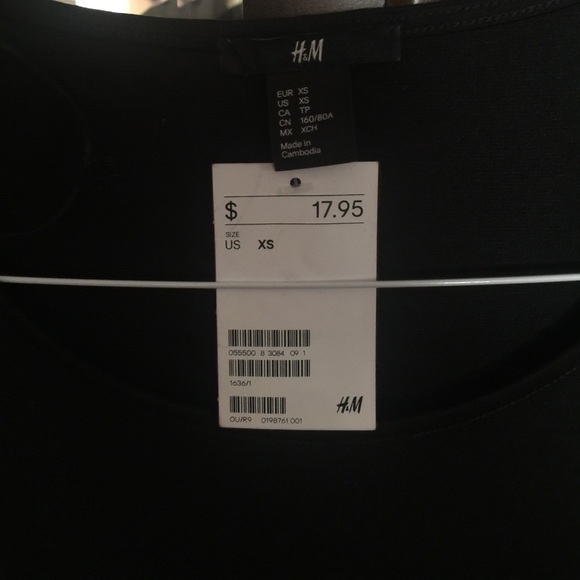 H&M
EUR XS
US XS
CA TP
CN 160/80A
MX XCH
Made in
Cambodia
$ 17.95
SIZE
US XS
055500 8 3084 09 1
1636/1
OU/R9 0198761 001
H&M